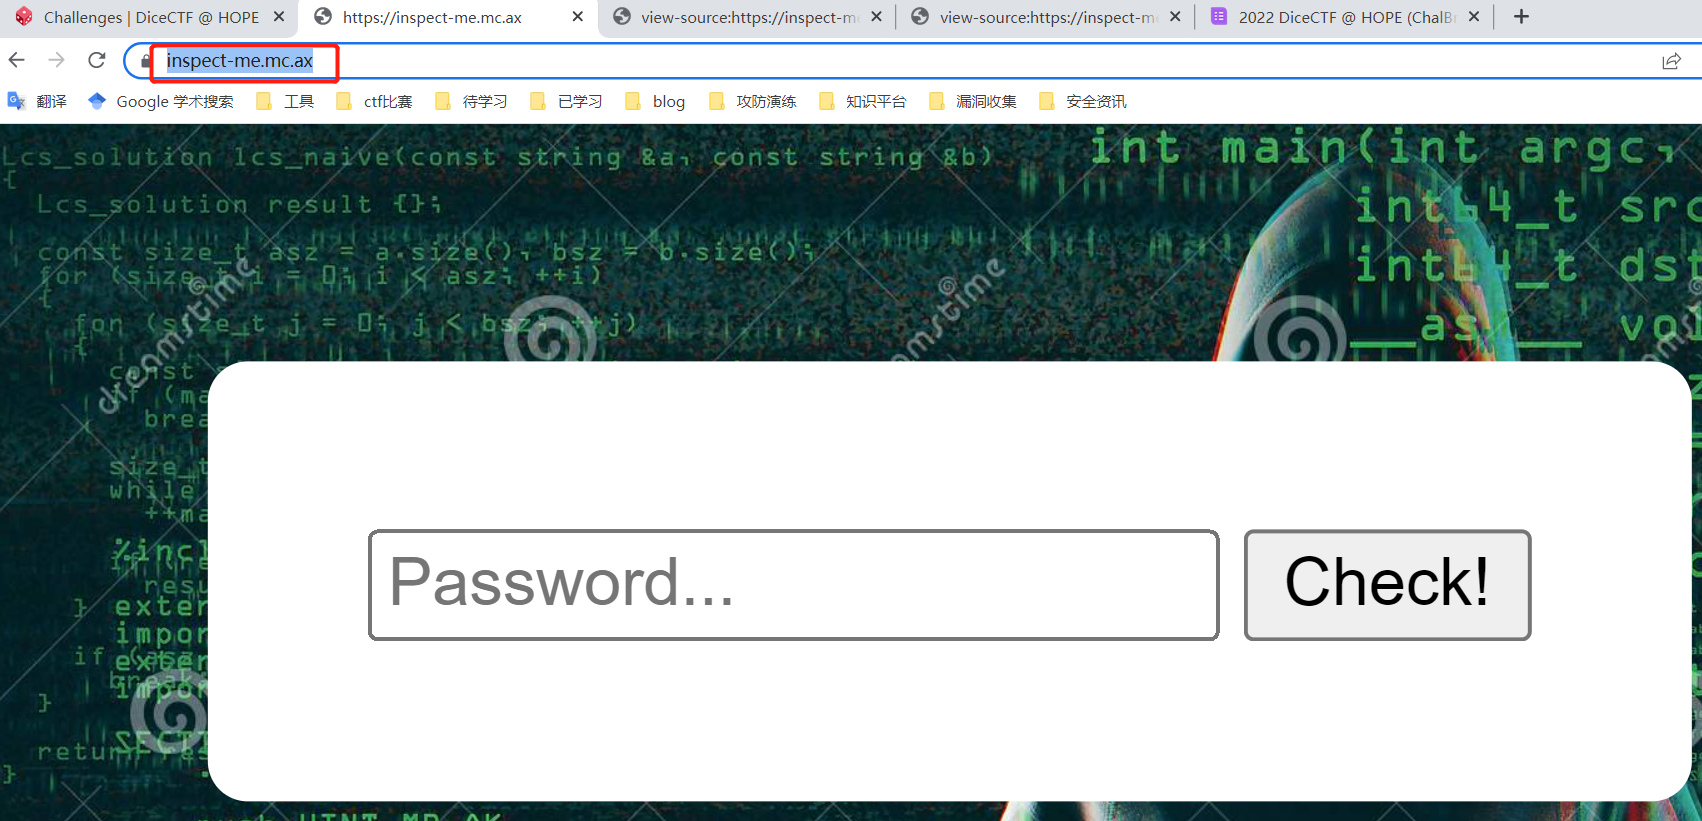 Challenges | DiceCTF @ HOPE
https://inspect-me.mc.ax
view-source:https://inspect-m
view-source:https://inspect-m
2022 DiceCTF @ HOPE (ChalB
inspect-me.mc.ax
翻译
Google 学术搜索
工具
ctf比赛
待学习
已学习
blog
攻防演练
知识平台
漏洞收集
安全资讯
Lcs_solution lcs_naive(const string &a, const string &b)
{
Lcs_solution result {};
const size_t asz = a.size(), bsz = b.size();
for (size_t i = 0; i < asz; ++i)
{
for (size_t j = 0; j < bsz; ++j)
{
const s
if (ma
brea
size_t
while
++ma
%incl
resu
} exter
impor
if (asz
exter
break
impor
}
SECTI
return res
}
int main(int argc,
int64_t src
int64_t dst
__as
vo
dreamstime
dreamstime
Password...
Check!